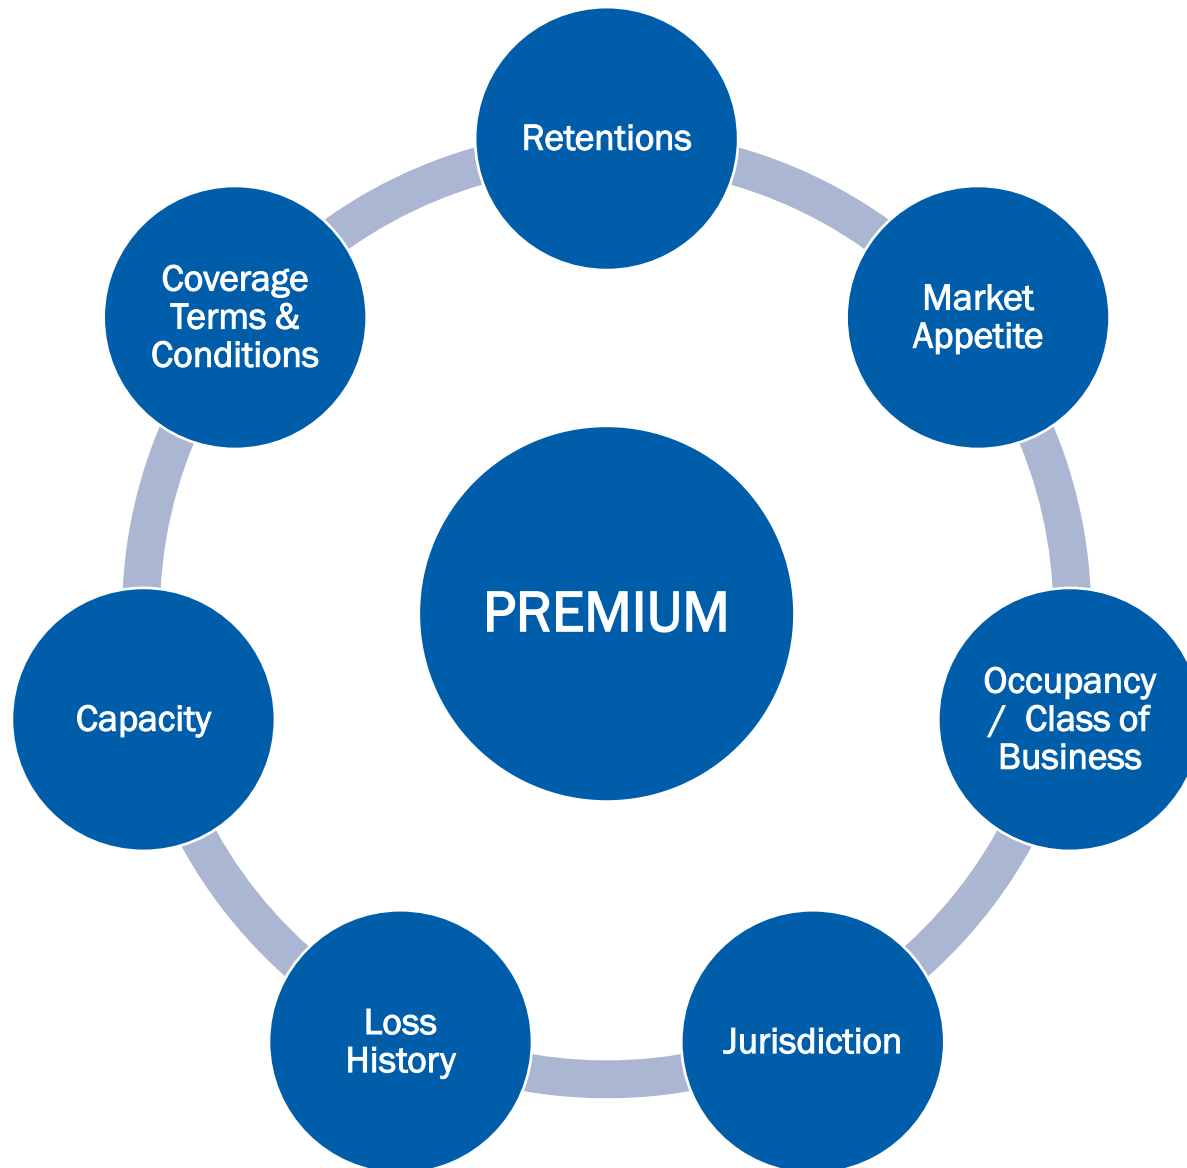 Retentions
Market
Appetite
Occupancy
/ Class of
Business
Jurisdiction
Loss
History
Capacity
Coverage
Terms &
Conditions
PREMIUM